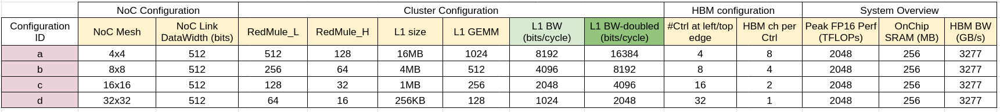 NoC Configuration Cluster Configuration HBM configuration System Overview
Configuration ID NoC Mesh NoC Link DataWidth (bits) RedMule_L RedMule_H L1 size L1 GEMM L1 BW (bits/cycle) L1 BW-doubled (bits/cycle) #Ctrl at left/top edge HBM ch per Ctrl Peak FP16 Perf (TFLOPs) OnChip SRAM (MB) HBM BW (GB/s)
a 4x4 512 512 128 16MB 1024 8192 16384 4 8 2048 256 3277
b 8x8 512 256 64 4MB 512 4096 8192 8 4 2048 256 3277
c 16x16 512 128 32 1MB 256 2048 4096 16 2 2048 256 3277
d 32x32 512 64 16 256KB 128 1024 2048 32 1 2048 256 3277